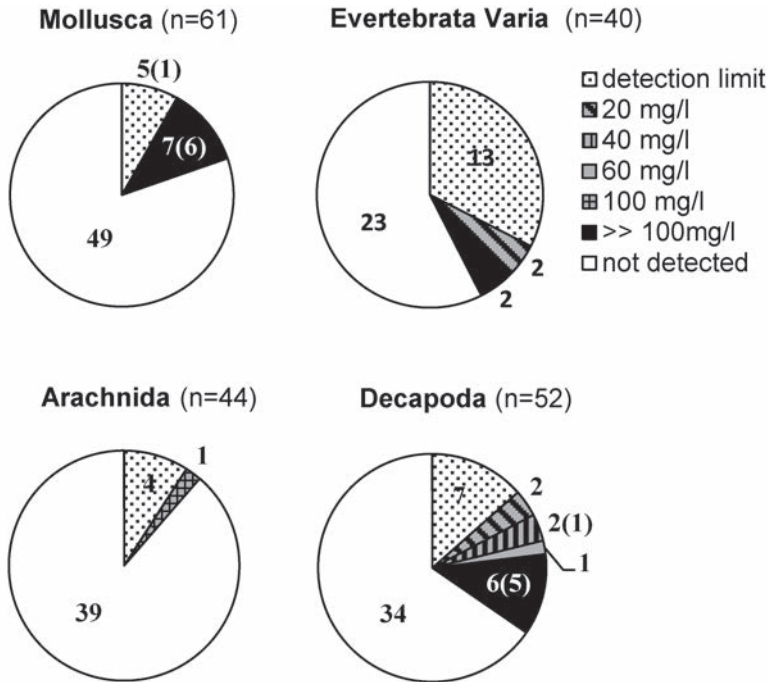 Mollusca (n=61)
Evertebrata Varia (n=40)
5(1)
7(6)
49
13
23
2
2
detection limit
20 mg/l
40 mg/l
60 mg/l
100 mg/l
>> 100mg/l
not detected
Arachnida (n=44)
Decapoda (n=52)
4
1
39
7
2
2(1)
1
6(5)
34